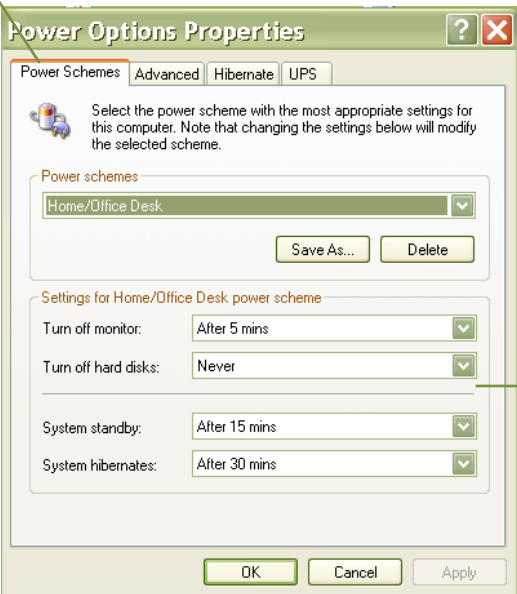 Power Options Properties
?
X
Power Schemes Advanced Hibernate UPS
Select the power scheme with the most appropriate settings for
this computer. Note that changing the settings below will modify
the selected scheme.
Power schemes
Home/Office Desk
Save As... Delete
Settings for Home/Office Desk power scheme
Turn off monitor: After 5 mins
Turn off hard disks: Never
System standby: After 15 mins
System hibernates: After 30 mins
OK Cancel Apply